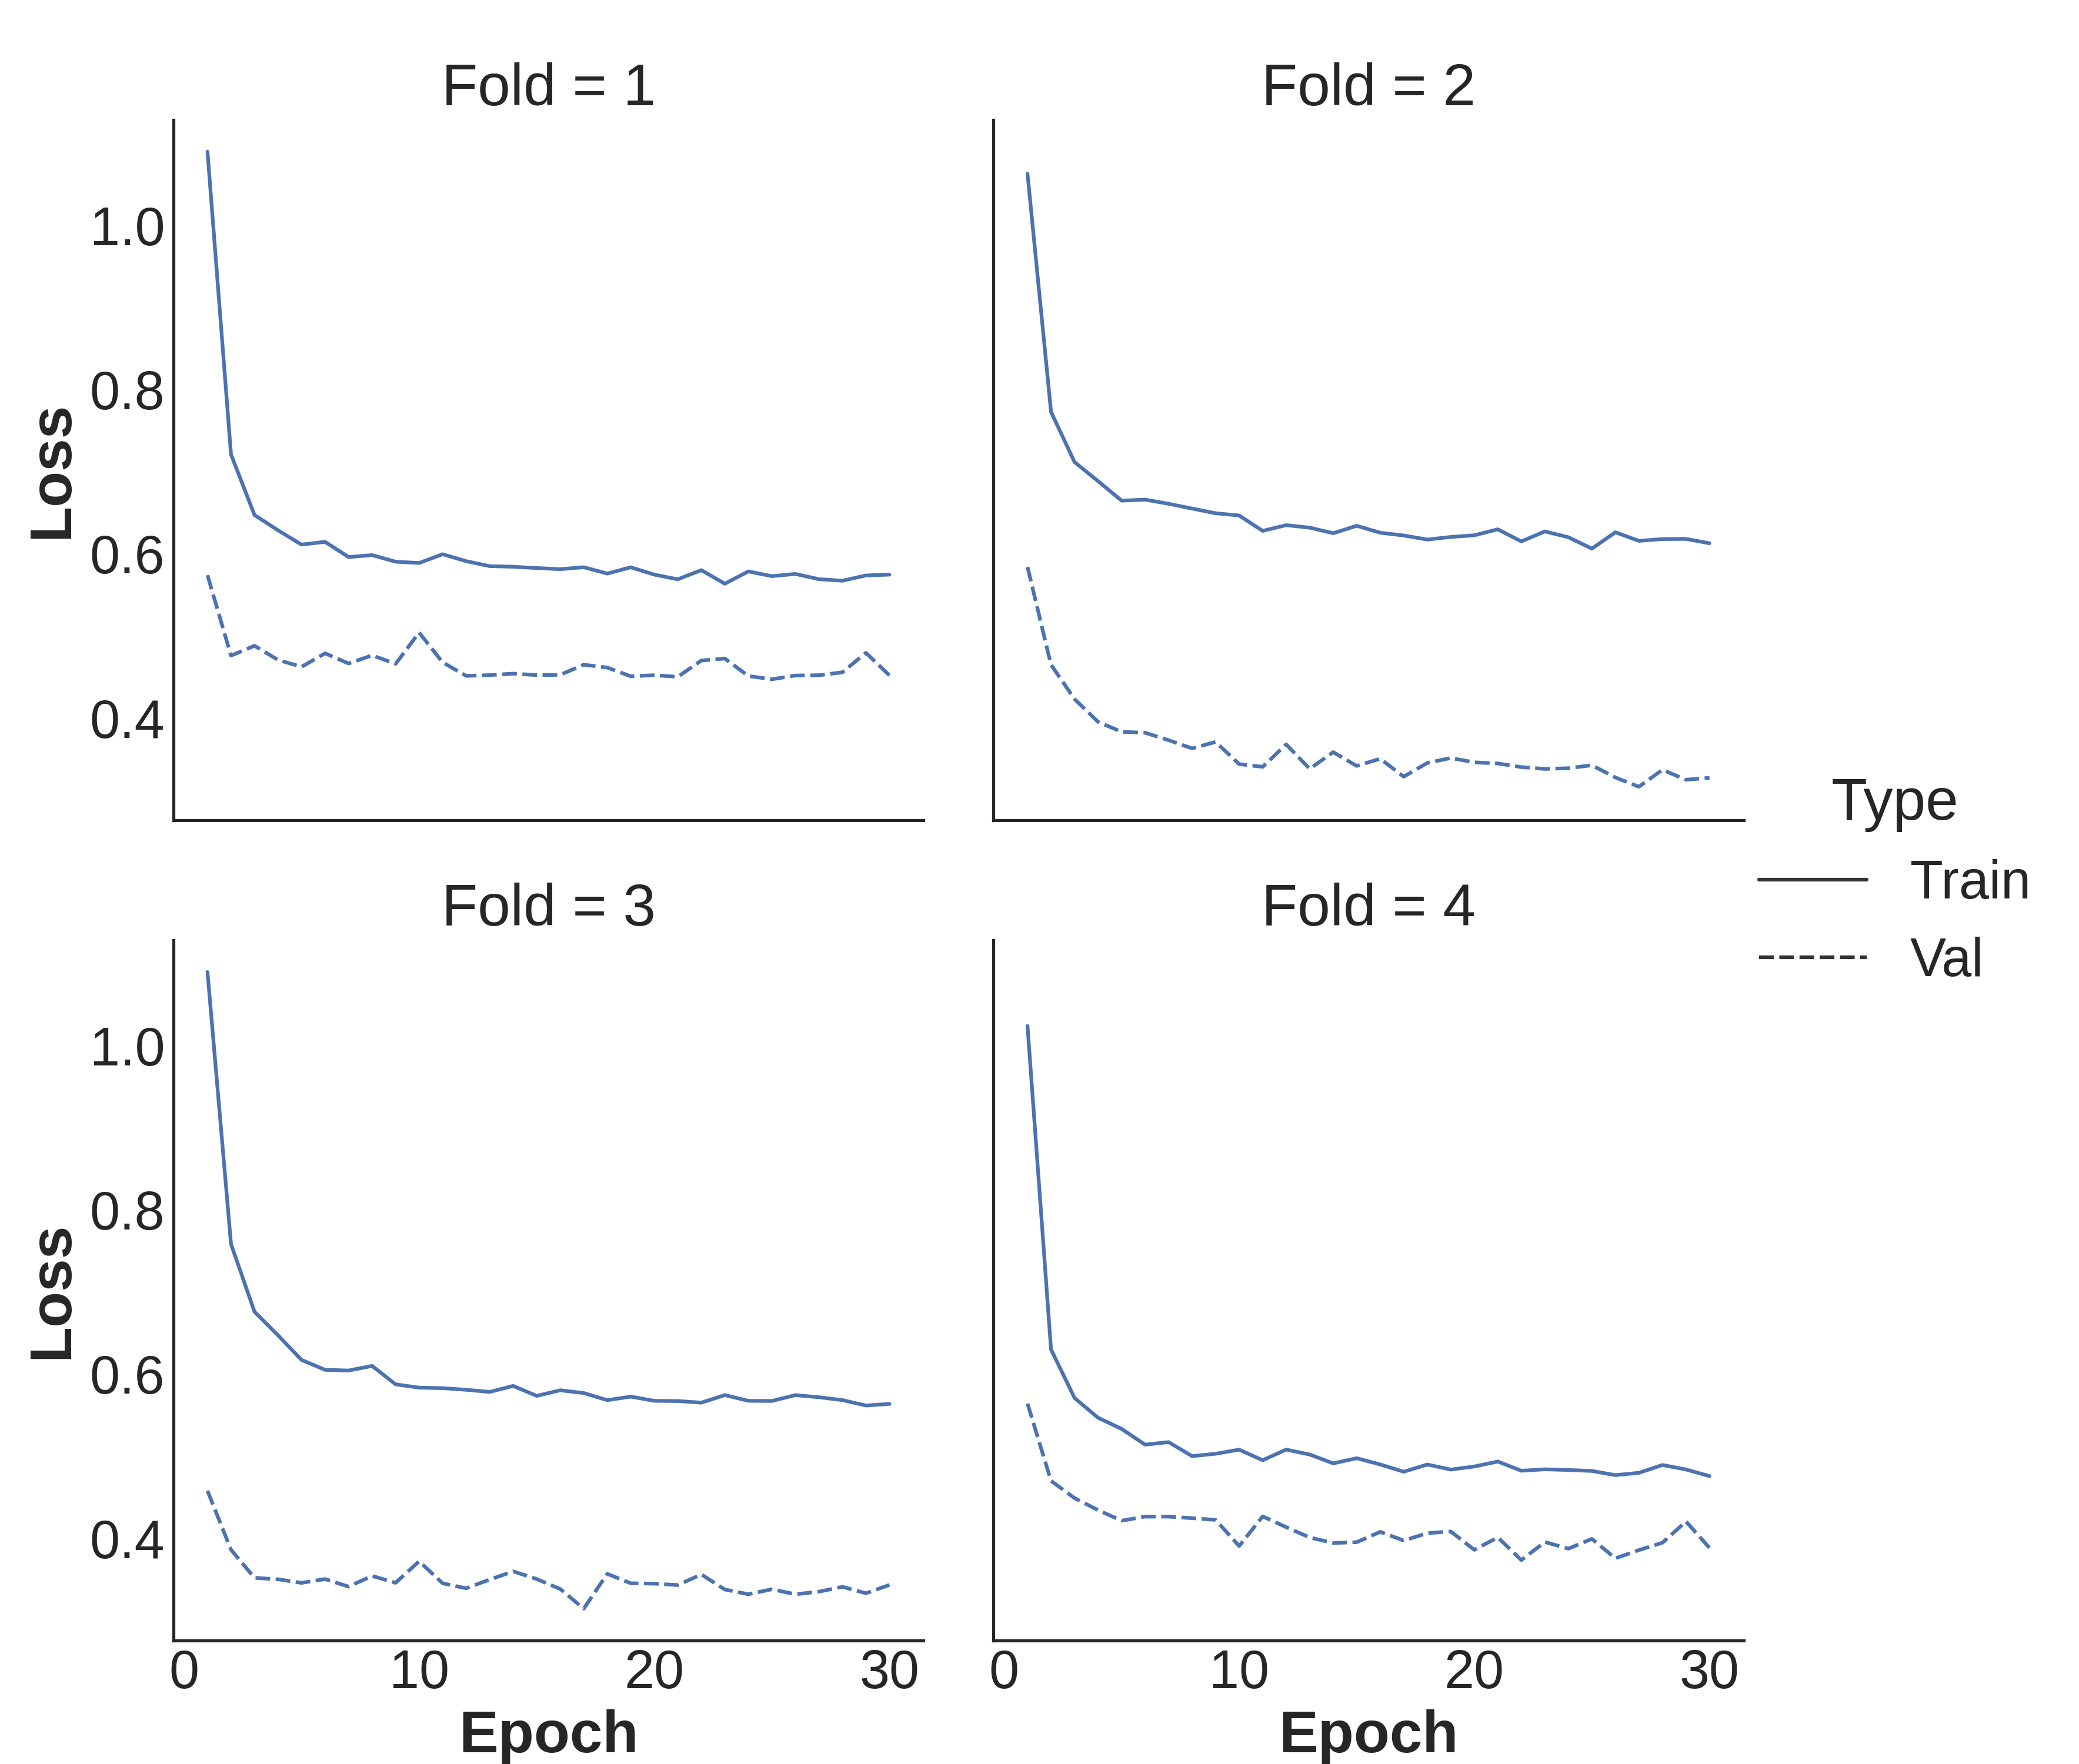 Fold = 1
Fold = 2
1.0
0.8
0.6
0.4
Loss
Type
Train
Val
Fold = 3
Fold = 4
1.0
0.8
0.6
0.4
Loss
0 10 20 30
0 10 20 30
Epoch
Epoch